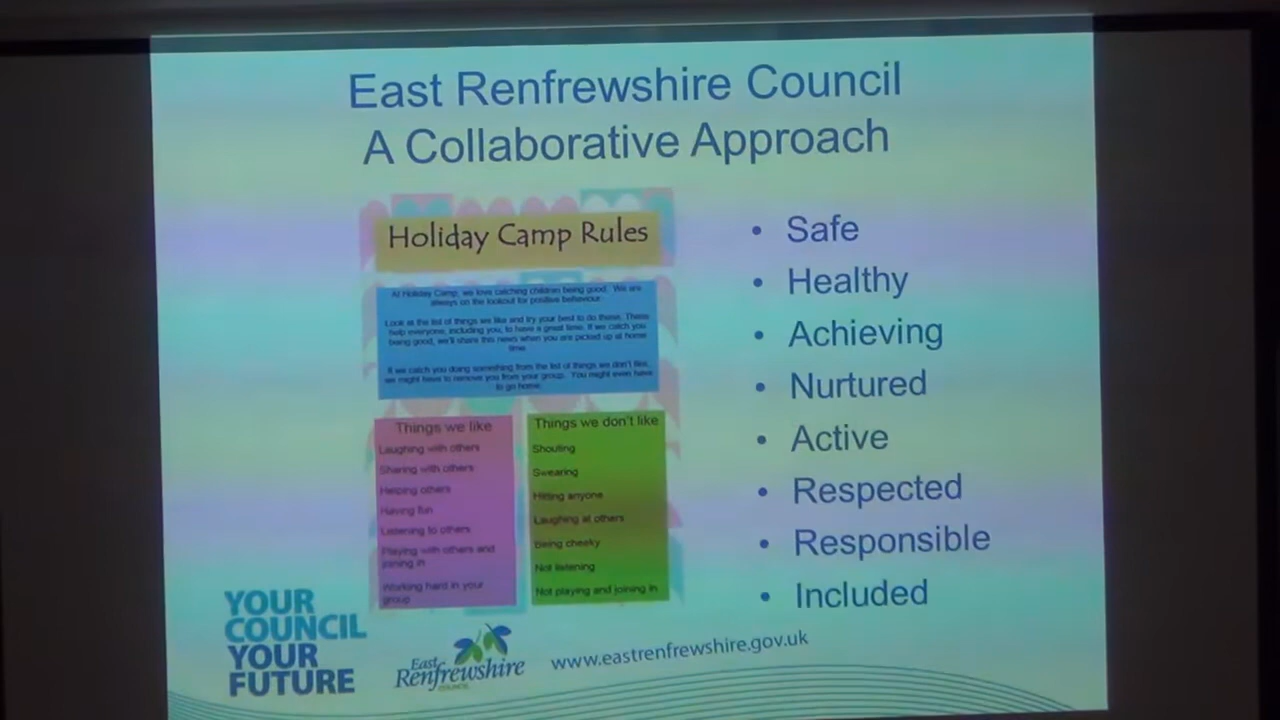 East Renfrewshire Council
A Collaborative Approach
Holiday Camp Rules
At Holiday Camp, we love catching children being good. We are
always on the lookout for positive behaviour.
Look at the list of things we like and try your best to do these. These
help everyone, including you, to have a great time. If we catch you
being good, we'll share this news when you are picked up at home
time.
If we catch you doing something from the list of things we don't like,
we might have to remove you from your group. You might even have
to go home.
Things we like
Laughing with others
Sharing with others
Helping others
Having fun
Listening to others
Playing with others and
joining in
Working hard in your
group
Things we don't like
Shouting
Swearing
Hitting anyone
Laughing at others
Being cheeky
Not listening
Not playing and joining in
• Safe
• Healthy
• Achieving
• Nurtured
• Active
• Respected
• Responsible
• Included
YOUR
COUNCIL
YOUR
FUTURE
East
Renfrewshire
COUNCIL
www.eastrenfrewshire.gov.uk